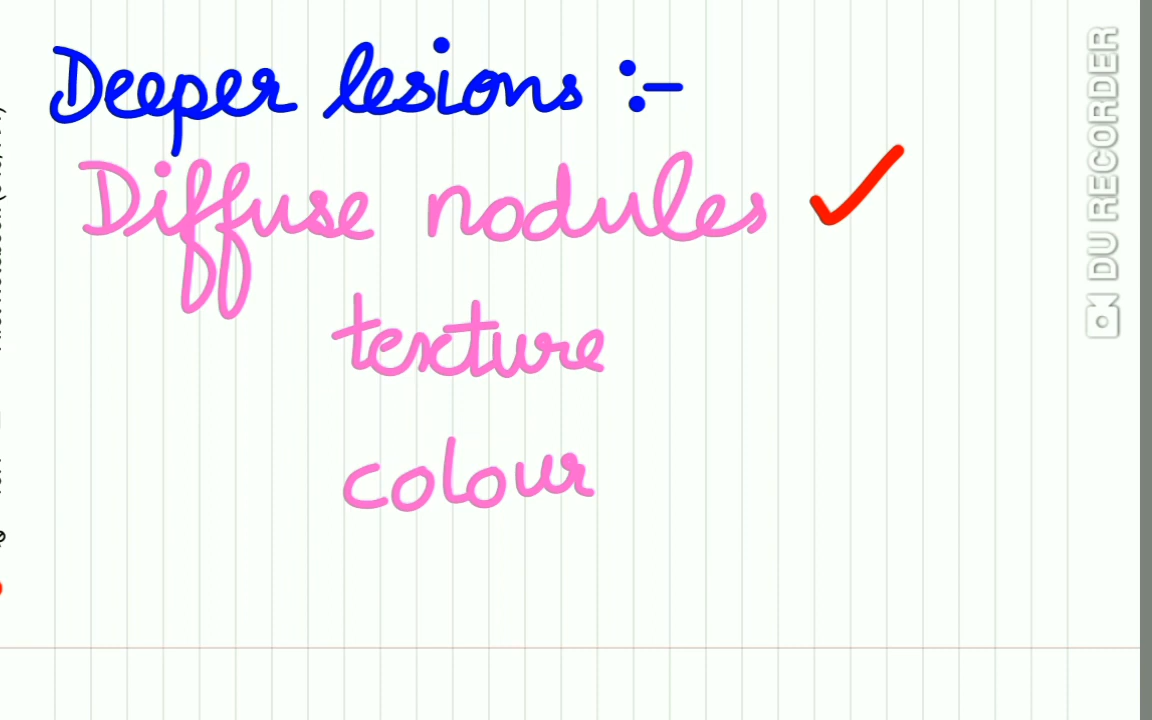 Deeper lesions :-
Diffuse nodules ✓
texture
colour
DU RECORDER